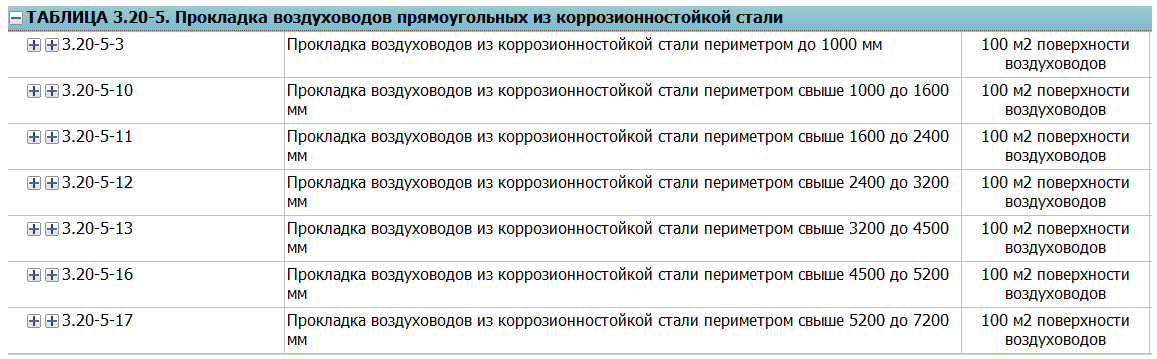 ТАБЛИЦА 3.20-5. Прокладка воздуховодов прямоугольных из коррозионностойкой стали
3.20-5-3 Прокладка воздуховодов из коррозионностойкой стали периметром до 1000 мм 100 м2 поверхности
воздуховодов
3.20-5-10 Прокладка воздуховодов из коррозионностойкой стали периметром свыше 1000 до 1600 100 м2 поверхности
мм воздуховодов
3.20-5-11 Прокладка воздуховодов из коррозионностойкой стали периметром свыше 1600 до 2400 100 м2 поверхности
мм воздуховодов
3.20-5-12 Прокладка воздуховодов из коррозионностойкой стали периметром свыше 2400 до 3200 100 м2 поверхности
мм воздуховодов
3.20-5-13 Прокладка воздуховодов из коррозионностойкой стали периметром свыше 3200 до 4500 100 м2 поверхности
мм воздуховодов
3.20-5-16 Прокладка воздуховодов из коррозионностойкой стали периметром свыше 4500 до 5200 100 м2 поверхности
мм воздуховодов
3.20-5-17 Прокладка воздуховодов из коррозионностойкой стали периметром свыше 5200 до 7200 100 м2 поверхности
мм воздуховодов